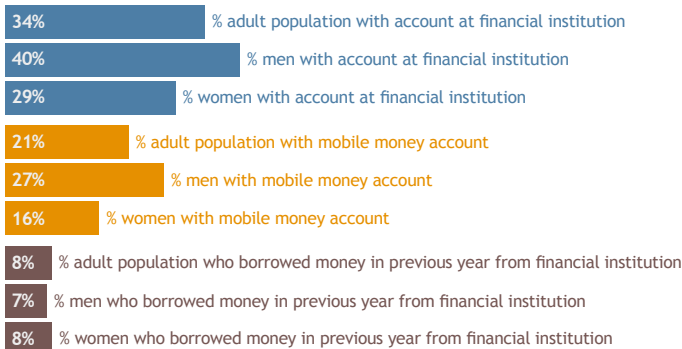 34% % adult population with account at financial institution
40% % men with account at financial institution
29% % women with account at financial institution
21% % adult population with mobile money account
27% % men with mobile money account
16% % women with mobile money account
8% % adult population who borrowed money in previous year from financial institution
7% % men who borrowed money in previous year from financial institution
8% % women who borrowed money in previous year from financial institution